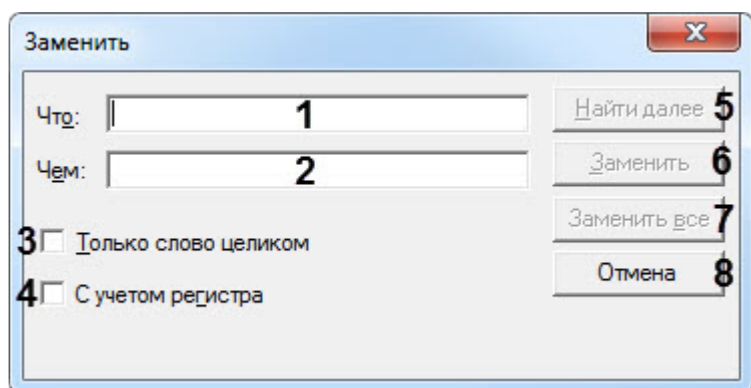 Заменить
Что: 1 Найти далее 5
Чем: 2 Заменить 6
Заменить все 7
3 Только слово целиком
Отмена 8
4 С учетом регистра